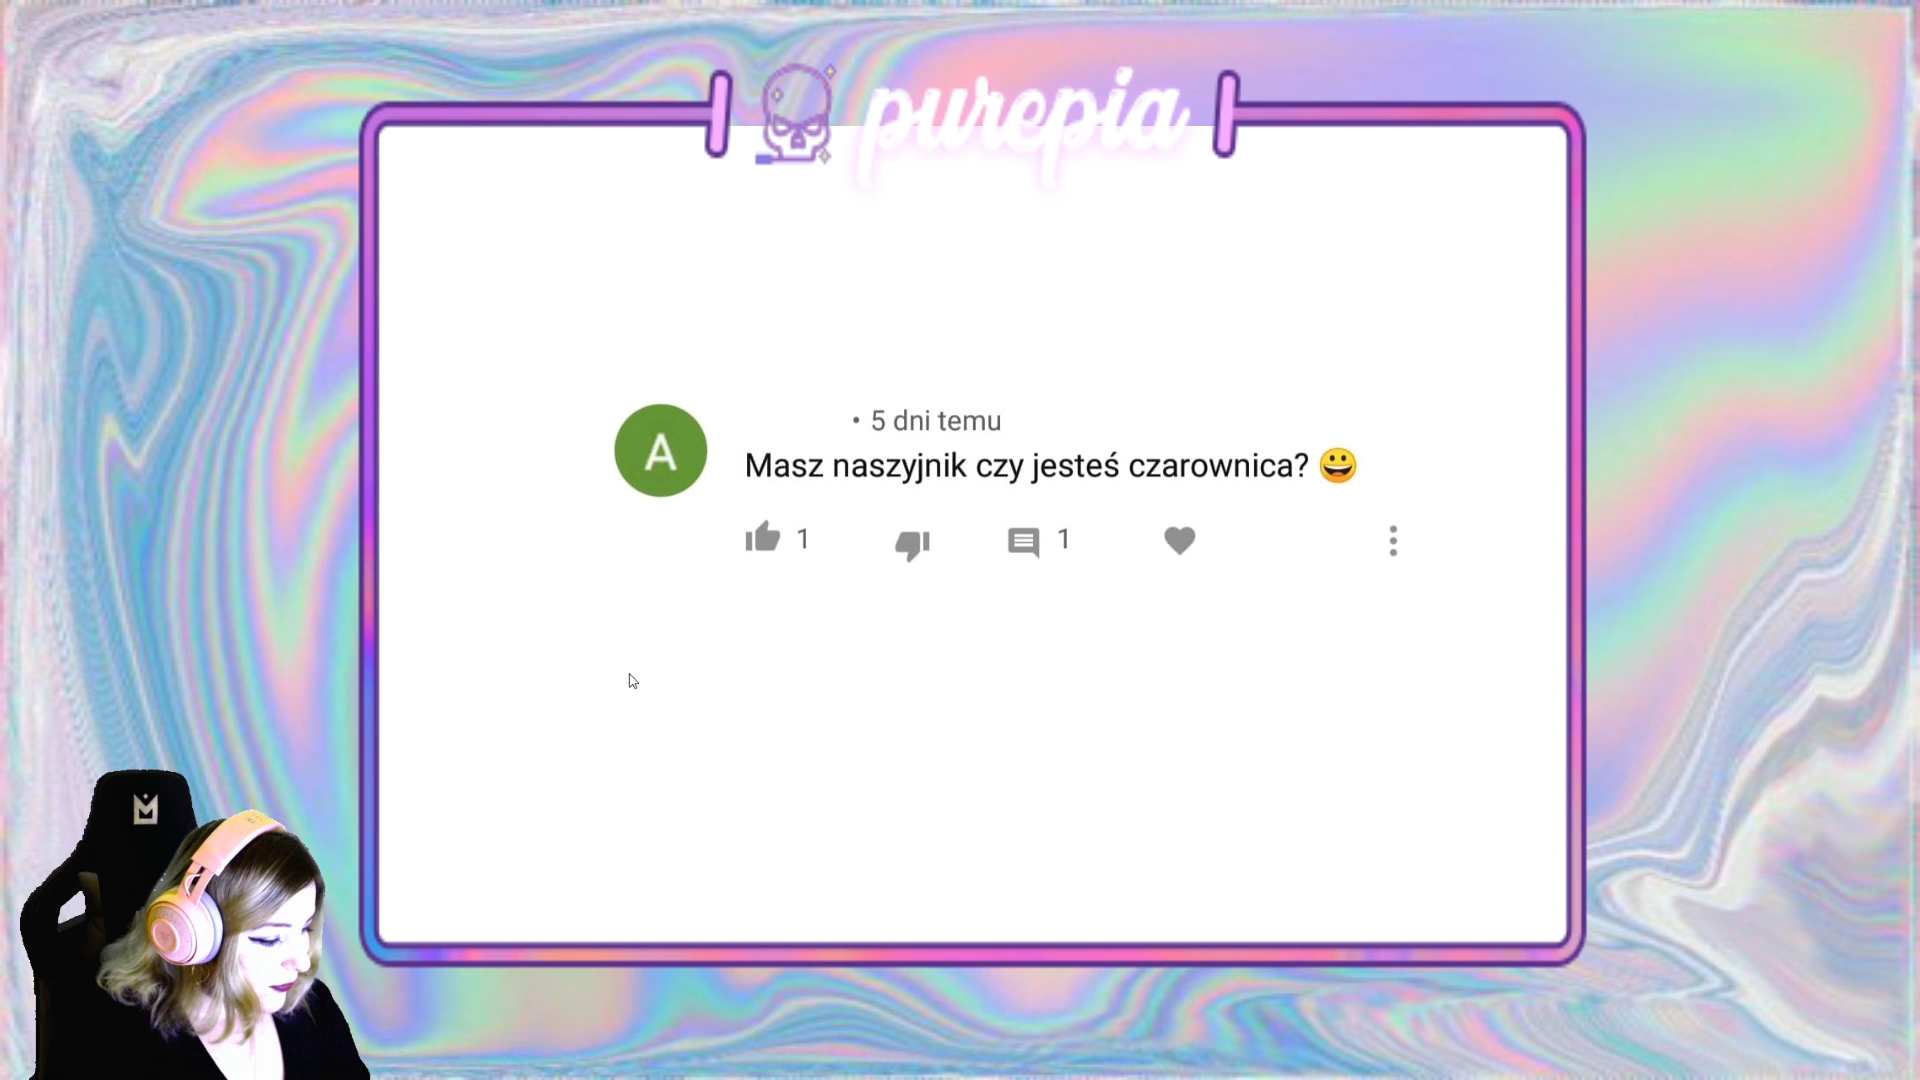 purepia
• 5 dni temu
A
Masz naszyjnik czy jesteś czarownica? 😀
1 1